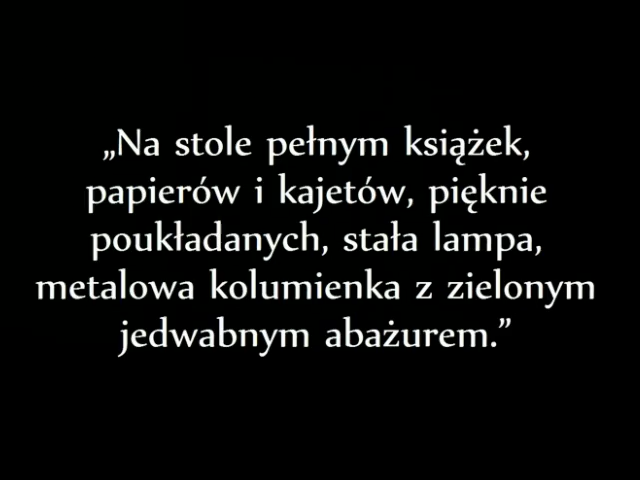 „Na stole pełnym książek,
papierów i kajetów, pięknie
poukładanych, stała lampa,
metalowa kolumienka z zielonym
jedwabnym abażurem.”